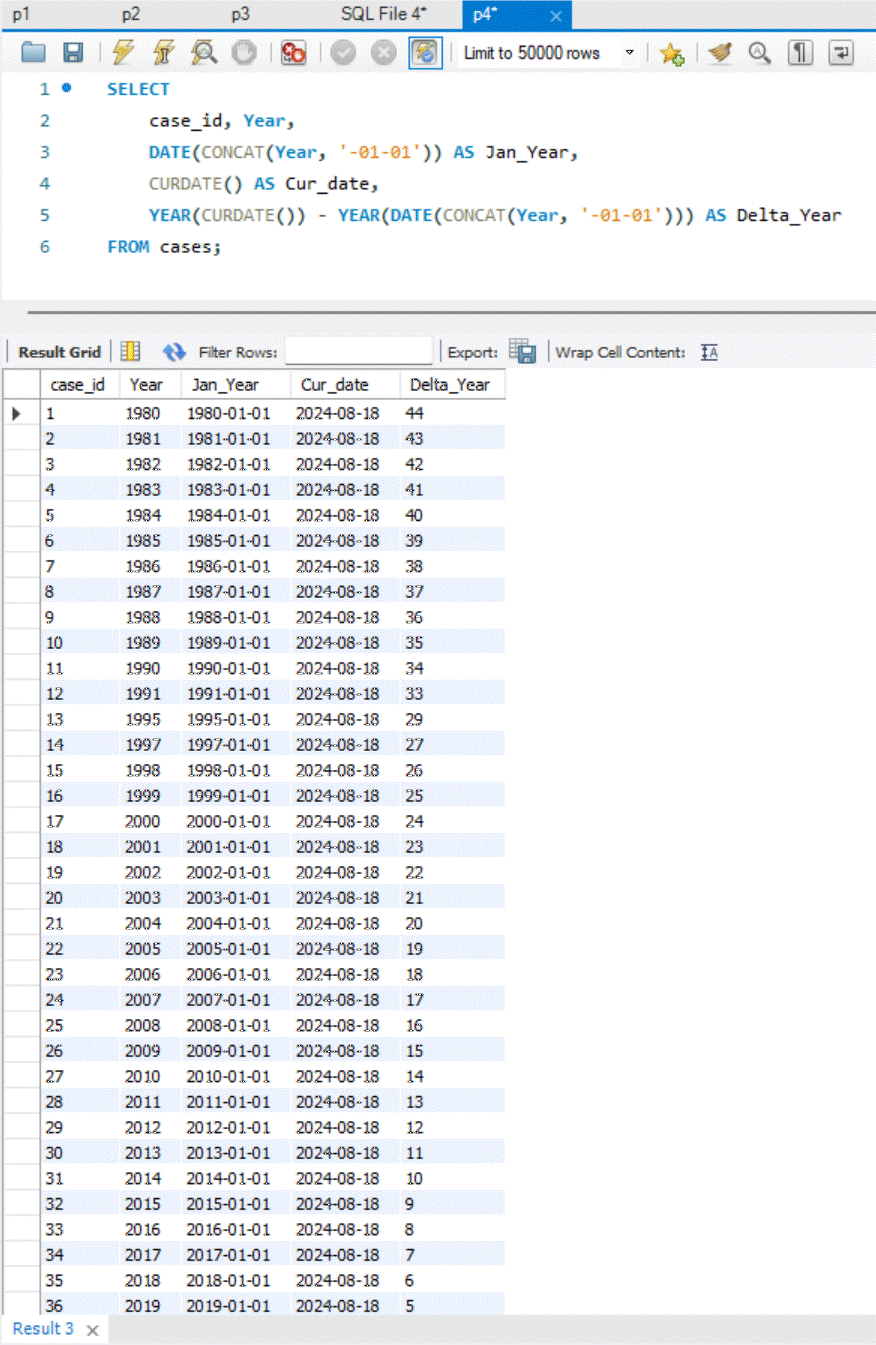 p1 p2 p3 SQL File 4* p4* ×
Limit to 50000 rows
1 SELECT
2 case_id, Year,
3 DATE(CONCAT(Year, '-01-01')) AS Jan_Year,
4 CURDATE() AS Cur_date,
5 YEAR(CURDATE()) - YEAR(DATE(CONCAT(Year, '-01-01'))) AS Delta_Year
6 FROM cases;
Result Grid Filter Rows: Export: Wrap Cell Content: IA
case_id Year Jan_Year Cur_date Delta_Year
1 1980 1980-01-01 2024-08-18 44
2 1981 1981-01-01 2024-08-18 43
3 1982 1982-01-01 2024-08-18 42
4 1983 1983-01-01 2024-08-18 41
5 1984 1984-01-01 2024-08-18 40
6 1985 1985-01-01 2024-08-18 39
7 1986 1986-01-01 2024-08-18 38
8 1987 1987-01-01 2024-08-18 37
9 1988 1988-01-01 2024-08-18 36
10 1989 1989-01-01 2024-08-18 35
11 1990 1990-01-01 2024-08-18 34
12 1991 1991-01-01 2024-08-18 33
13 1995 1995-01-01 2024-08-18 29
14 1997 1997-01-01 2024-08-18 27
15 1998 1998-01-01 2024-08-18 26
16 1999 1999-01-01 2024-08-18 25
17 2000 2000-01-01 2024-08-18 24
18 2001 2001-01-01 2024-08-18 23
19 2002 2002-01-01 2024-08-18 22
20 2003 2003-01-01 2024-08-18 21
21 2004 2004-01-01 2024-08-18 20
22 2005 2005-01-01 2024-08-18 19
23 2006 2006-01-01 2024-08-18 18
24 2007 2007-01-01 2024-08-18 17
25 2008 2008-01-01 2024-08-18 16
26 2009 2009-01-01 2024-08-18 15
27 2010 2010-01-01 2024-08-18 14
28 2011 2011-01-01 2024-08-18 13
29 2012 2012-01-01 2024-08-18 12
30 2013 2013-01-01 2024-08-18 11
31 2014 2014-01-01 2024-08-18 10
32 2015 2015-01-01 2024-08-18 9
33 2016 2016-01-01 2024-08-18 8
34 2017 2017-01-01 2024-08-18 7
35 2018 2018-01-01 2024-08-18 6
36 2019 2019-01-01 2024-08-18 5
Result 3 ×